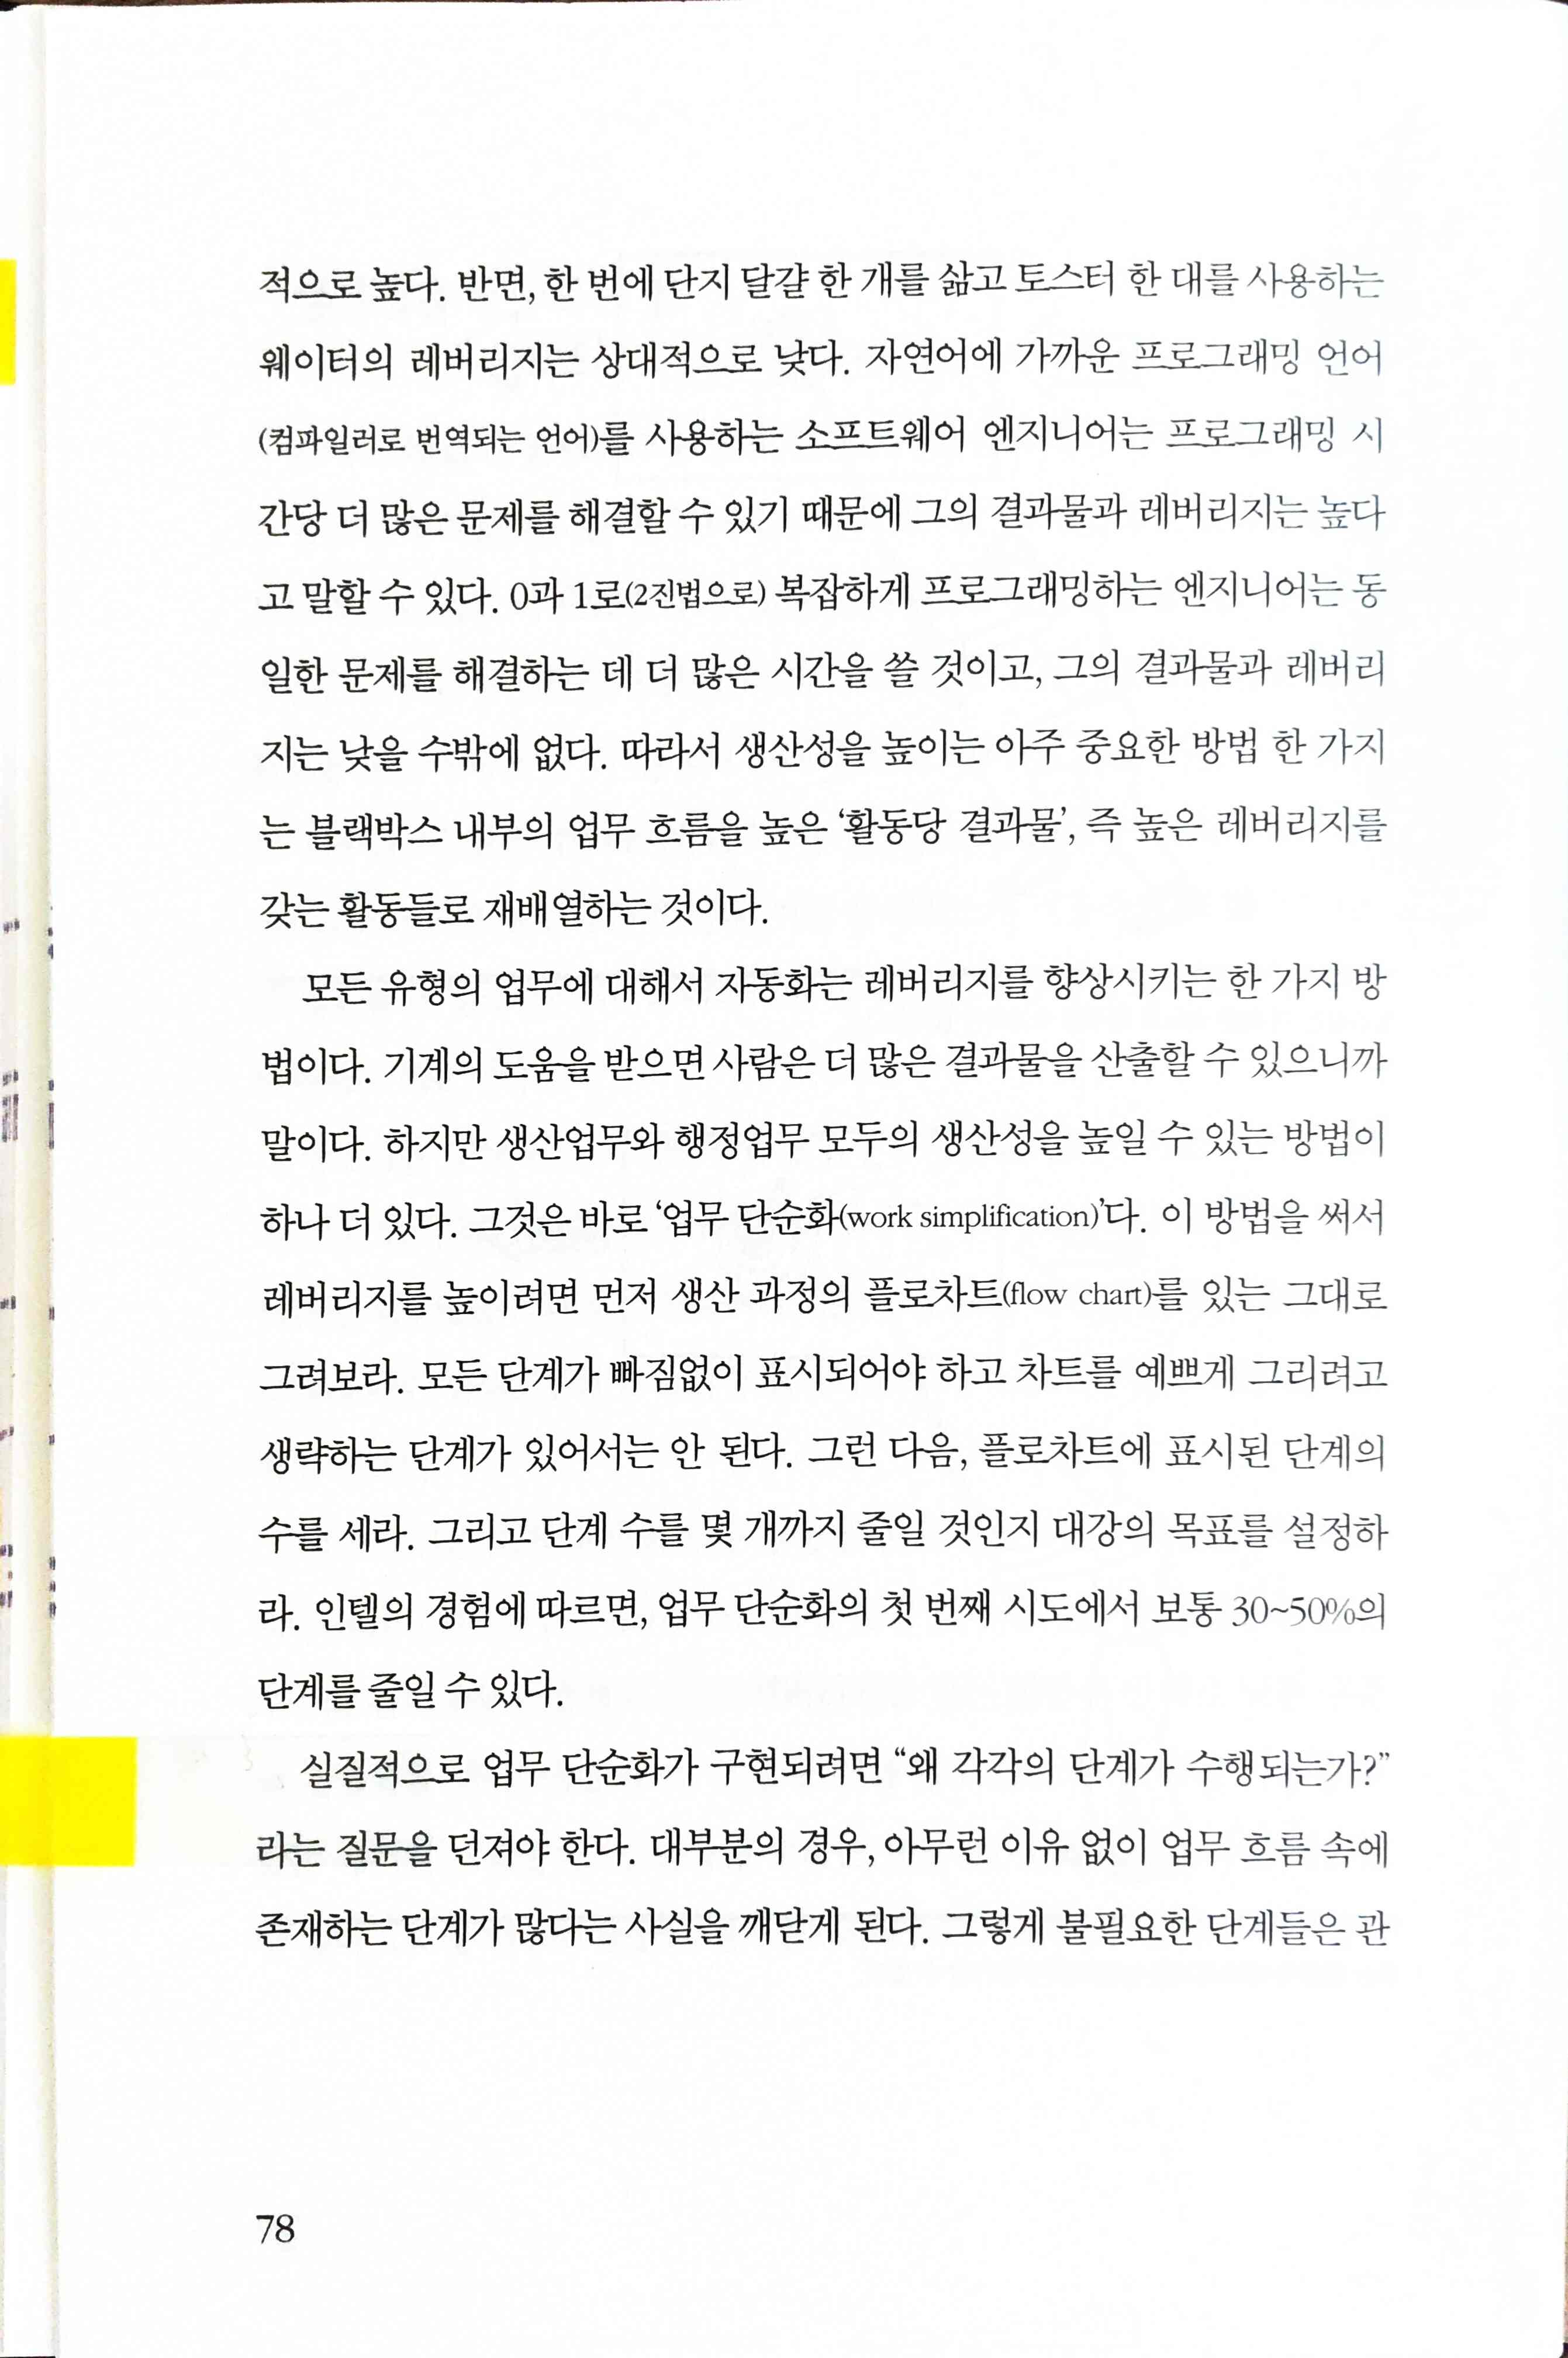 적으로 높다. 반면, 한 번에 단지 달걀 한 개를 삶고 토스터 한 대를 사용하는
웨이터의 레버리지는 상대적으로 낮다. 자연어에 가까운 프로그래밍 언어
(컴파일러로 번역되는 언어)를 사용하는 소프트웨어 엔지니어는 프로그래밍 시
간당 더 많은 문제를 해결할 수 있기 때문에 그의 결과물과 레버리지는 높다
고 말할 수 있다. 0과 1로(2진법으로) 복잡하게 프로그래밍하는 엔지니어는 동
일한 문제를 해결하는 데 더 많은 시간을 쓸 것이고, 그의 결과물과 레버리
지는 낮을 수밖에 없다. 따라서 생산성을 높이는 아주 중요한 방법 한 가지
는 블랙박스 내부의 업무 흐름을 높은 ‘활동당 결과물’, 즉 높은 레버리지를
갖는 활동들로 재배열하는 것이다.
모든 유형의 업무에 대해서 자동화는 레버리지를 향상시키는 한 가지 방
법이다. 기계의 도움을 받으면 사람은 더 많은 결과물을 산출할 수 있으니까
말이다. 하지만 생산업무와 행정업무 모두의 생산성을 높일 수 있는 방법이
하나 더 있다. 그것은 바로 ‘업무 단순화(work simplification)’다. 이 방법을 써서
레버리지를 높이려면 먼저 생산 과정의 플로차트(flow chart)를 있는 그대로
그려보라. 모든 단계가 빠짐없이 표시되어야 하고 차트를 예쁘게 그리려고
생략하는 단계가 있어서는 안 된다. 그런 다음, 플로차트에 표시된 단계의
수를 세라. 그리고 단계 수를 몇 개까지 줄일 것인지 대강의 목표를 설정하
라. 인텔의 경험에 따르면, 업무 단순화의 첫 번째 시도에서 보통 30~50%의
단계를 줄일 수 있다.
실질적으로 업무 단순화가 구현되려면 “왜 각각의 단계가 수행되는가?”
라는 질문을 던져야 한다. 대부분의 경우, 아무런 이유 없이 업무 흐름 속에
존재하는 단계가 많다는 사실을 깨닫게 된다. 그렇게 불필요한 단계들은 관
78